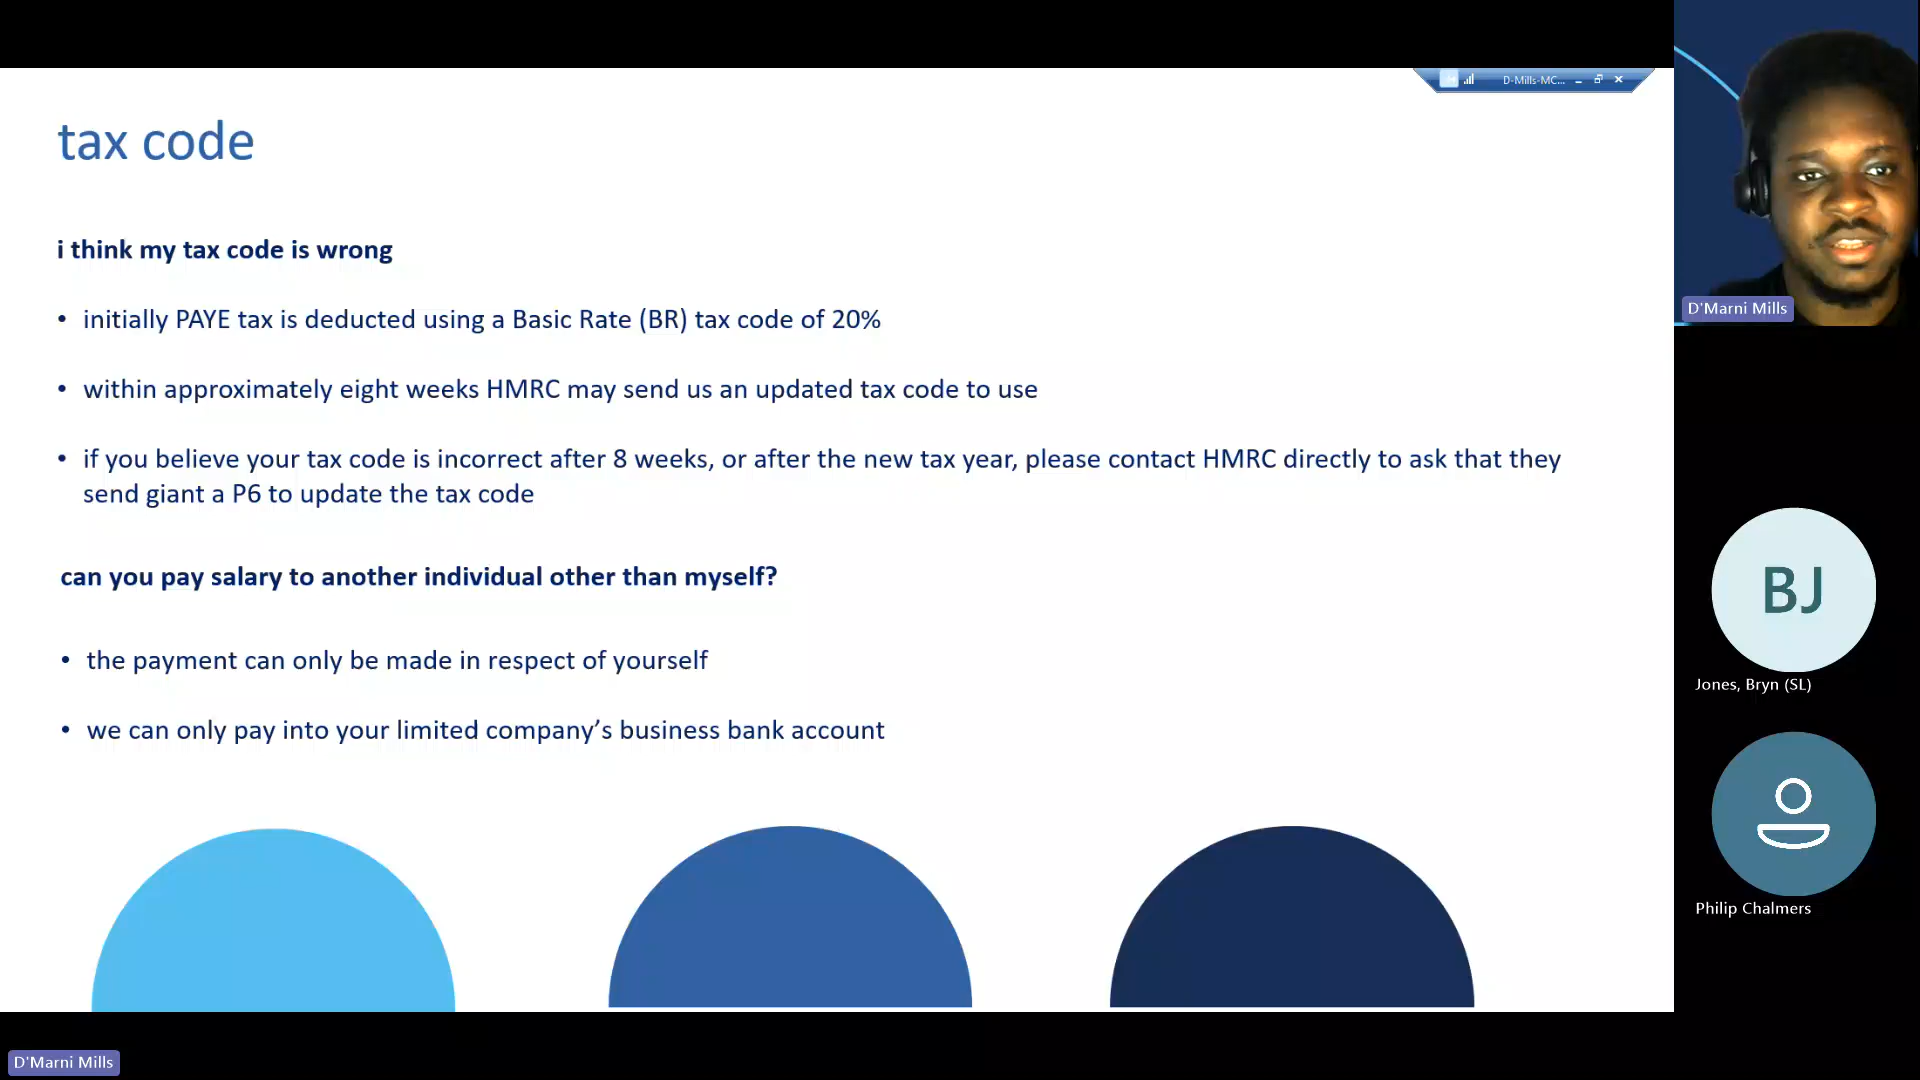 D-Mills-MC...
tax code
i think my tax code is wrong
• initially PAYE tax is deducted using a Basic Rate (BR) tax code of 20%
• within approximately eight weeks HMRC may send us an updated tax code to use
• if you believe your tax code is incorrect after 8 weeks, or after the new tax year, please contact HMRC directly to ask that they
send giant a P6 to update the tax code
can you pay salary to another individual other than myself?
• the payment can only be made in respect of yourself
• we can only pay into your limited company’s business bank account
D'Marni Mills
BJ
Jones, Bryn (SL)
Philip Chalmers
D'Marni Mills